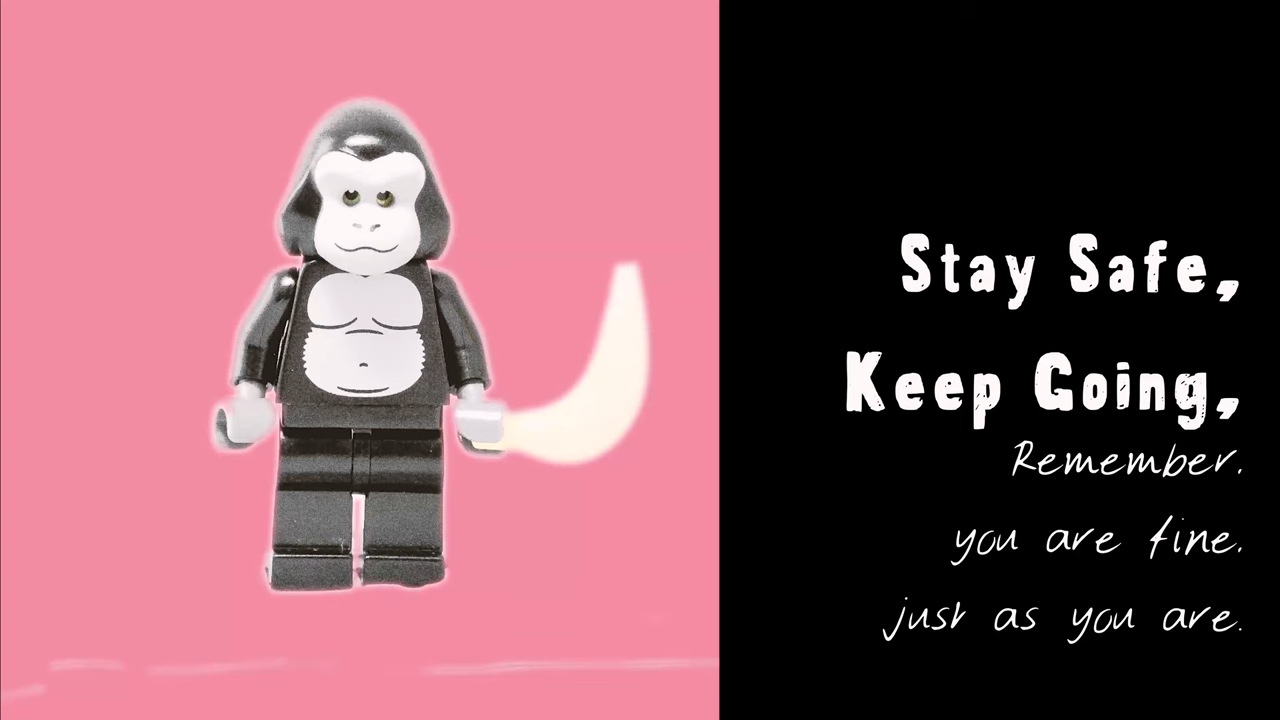 Stay Safe,
Keep Going,
Remember.
you are fine.
just as you are.